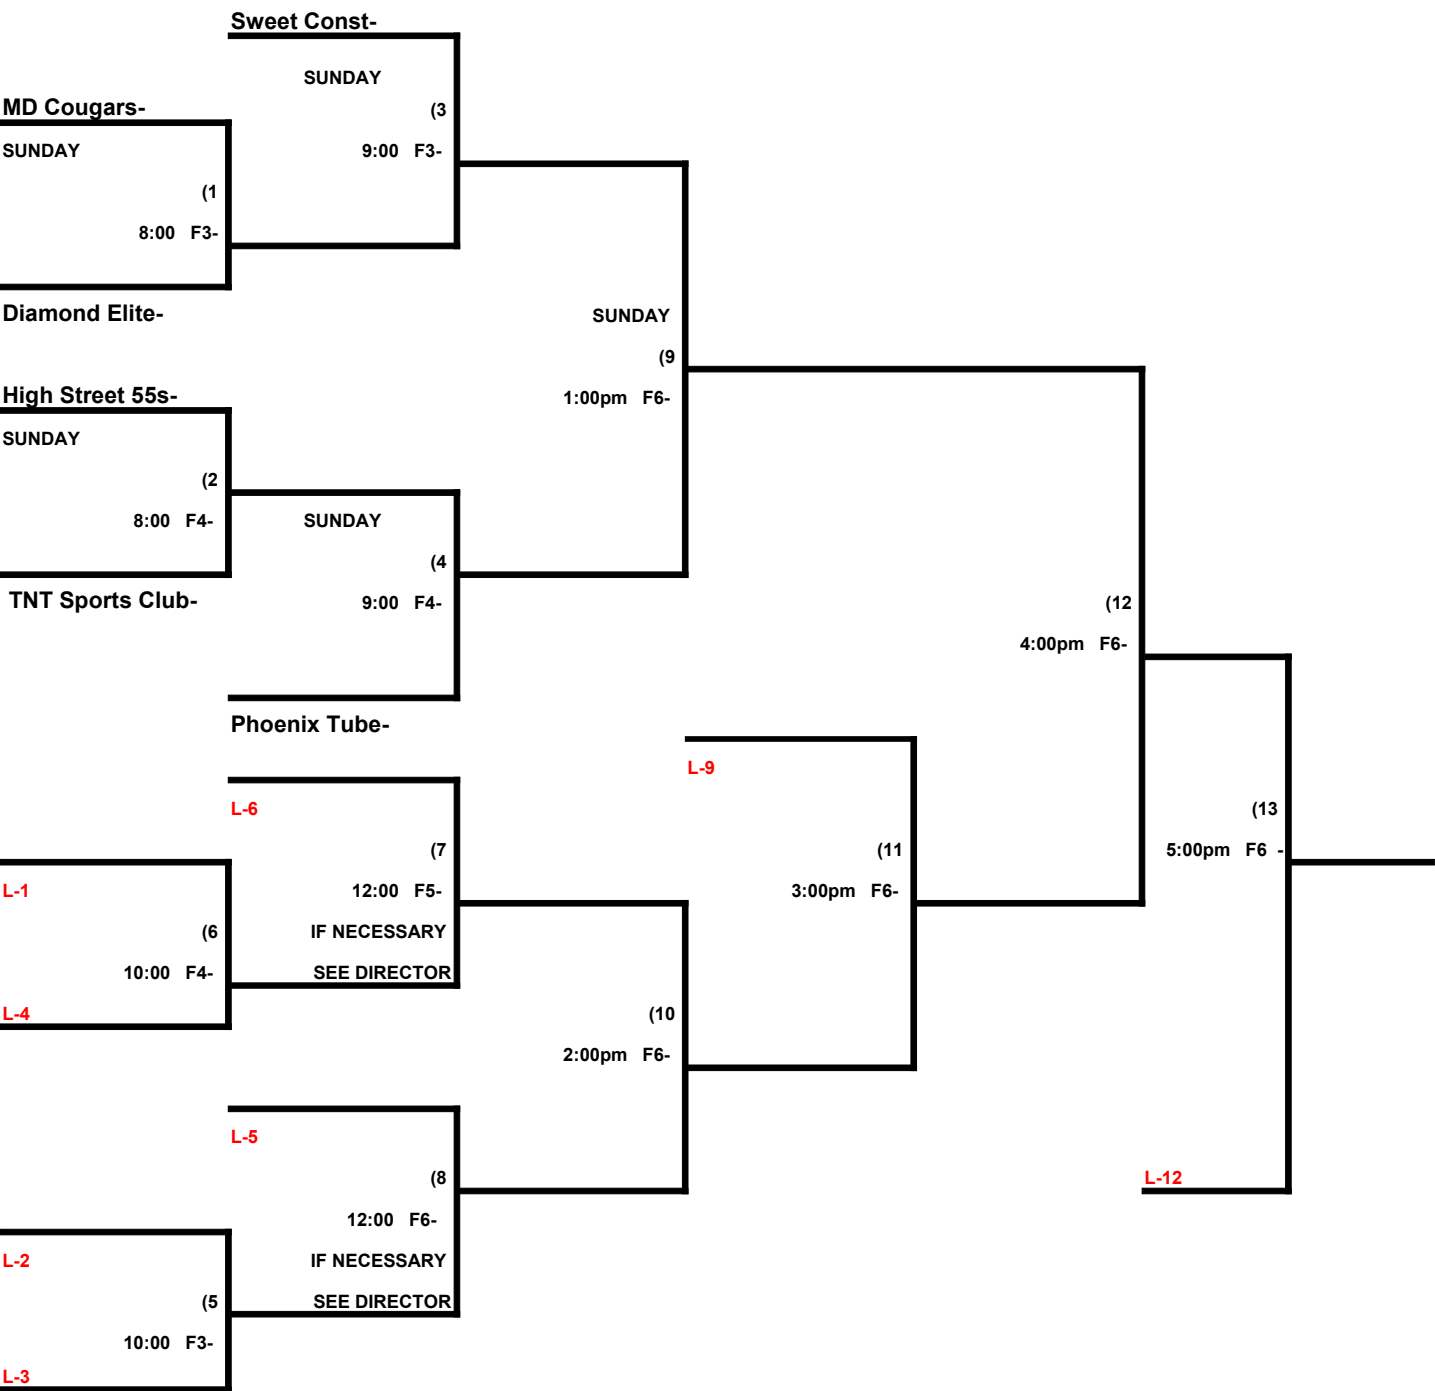 Sweet Const-
SUNDAY
MD Cougars-
(3
SUNDAY
9:00 F3-
(1
8:00 F3-
Diamond Elite-
SUNDAY
(9
High Street 55s-
1:00pm F6-
SUNDAY
(2
8:00 F4-
SUNDAY
(4
TNT Sports Club-
9:00 F4-
(12
4:00pm F6-
Phoenix Tube-
L-9
L-6
(13
(7
(11
5:00pm F6 -
L-1
12:00 F5-
3:00pm F6-
(6
IF NECESSARY
10:00 F4-
SEE DIRECTOR
L-4
(10
2:00pm F6-
L-5
(8
L-12
12:00 F6-
L-2
IF NECESSARY
(5
SEE DIRECTOR
10:00 F3-
L-3